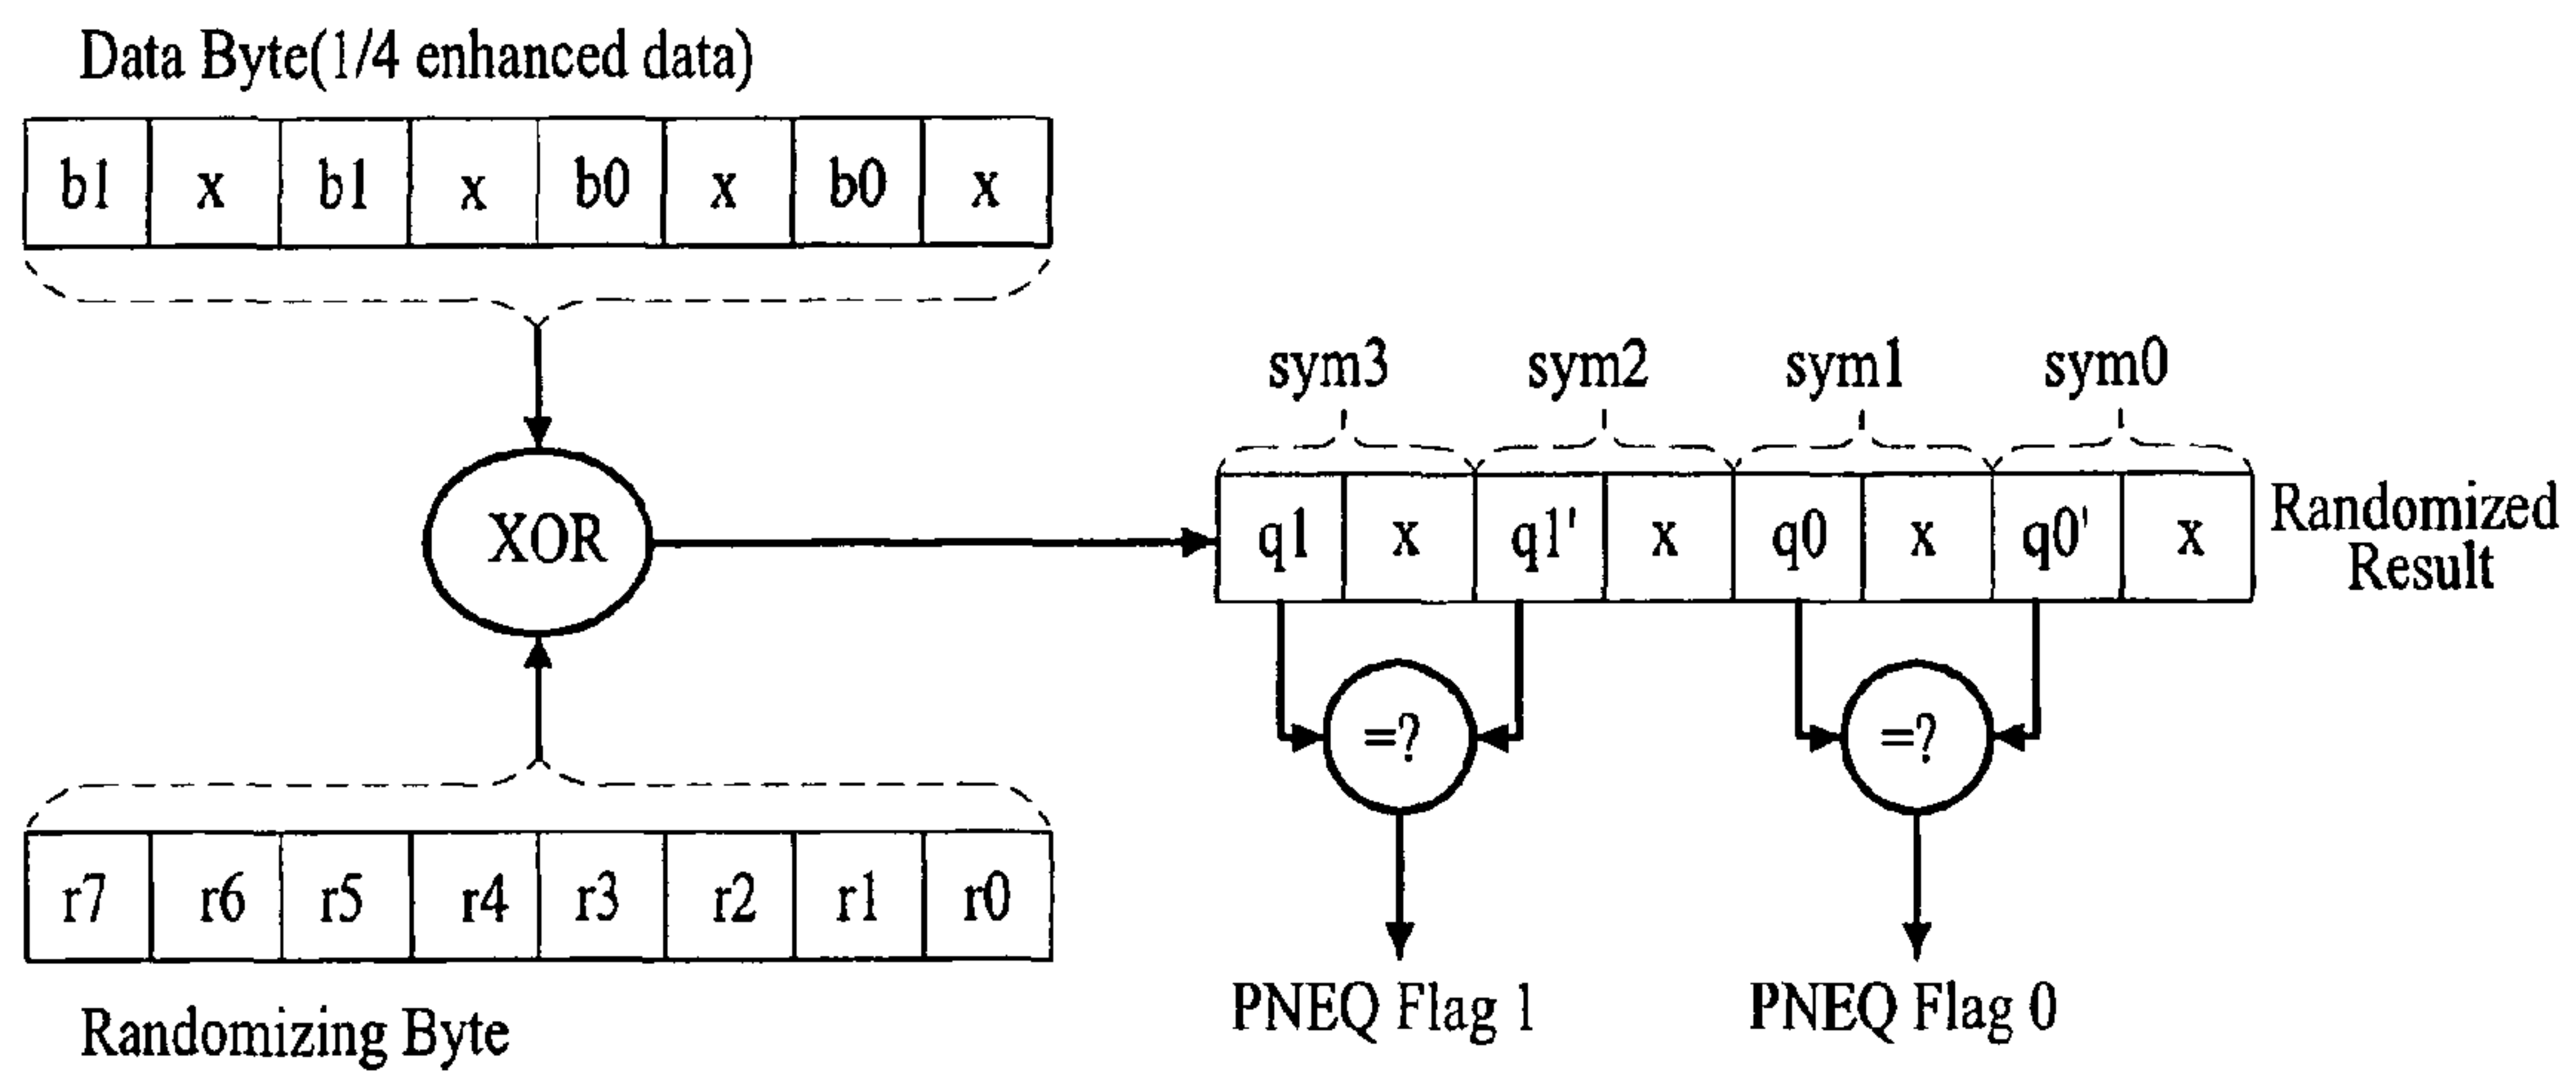 Data Byte(1/4 enhanced data)
b1 x b1 x b0 x b0 x
sym3 sym2 sym1 sym0
XOR
q1 x q1' x q0 x q0' x
Randomized
Result
=? =?
r7 r6 r5 r4 r3 r2 r1 r0
PNEQ Flag 1 PNEQ Flag 0
Randomizing Byte